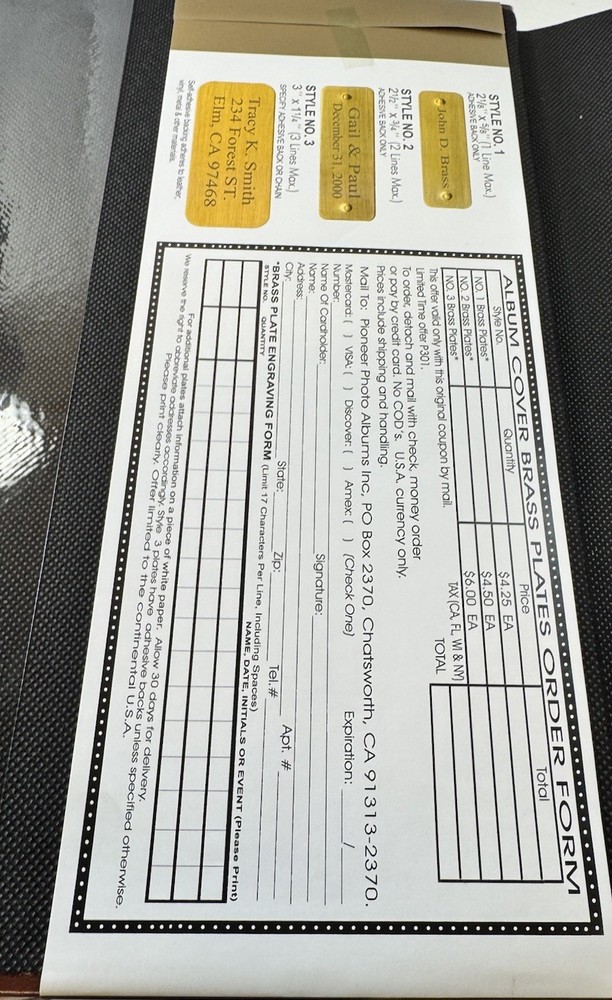 STYLE NO. 1
2⅛" x ⅝" (1 Line Max.)
ADHESIVE BACK ONLY
John D. Brass
STYLE NO. 2
2½" x ¾" (2 Lines Max.)
ADHESIVE BACK ONLY
Gail & Paul
December 31, 2000
STYLE NO. 3
3" x 1¼" (3 Lines Max.)
SPECIFY ADHESIVE BACK OR CHAIN
Tracy K. Smith
234 Forest ST.
Elm, CA 97468
Self-adhesive backing adheres to leather,
vinyl, metal & other materials.
ALBUM COVER BRASS PLATES ORDER FORM
Style No. Quantity Price Total
NO. 1 Brass Plates* $4.25 EA
NO. 2 Brass Plates* $4.50 EA
NO. 3 Brass Plates* $6.00 EA
TAX (CA, FL, WI & NY)
TOTAL
This offer valid only with this original coupon by mail.
Limited time offer P301.
To order, detach and mail with check, money order
or pay by credit card. No COD's. U.S.A. currency only.
Prices include shipping and handling.
Mail To: Pioneer Photo Albums Inc, PO Box 2370, Chatsworth, CA 91313-2370.
Mastercard: ( ) VISA: ( ) Discover: ( ) Amex: ( ) (Check One)
Number: Expiration: /
Name Of Cardholder: Signature:
Name:
Address: Apt. #
City: State: Zip: Tel.#
*BRASS PLATE ENGRAVING FORM (Limit 17 Characters Per Line, Including Spaces)
STYLE NO. QUANTITY NAME, DATE, INITIALS OR EVENT (Please Print)
For additional plates attach information on a piece of white paper. Allow 30 days for delivery.
We reserve the right to abbreviate addresses accordingly. Style 3 plates have adhesive backs unless specified otherwise.
Please print clearly. Offer limited to the continental U.S.A.